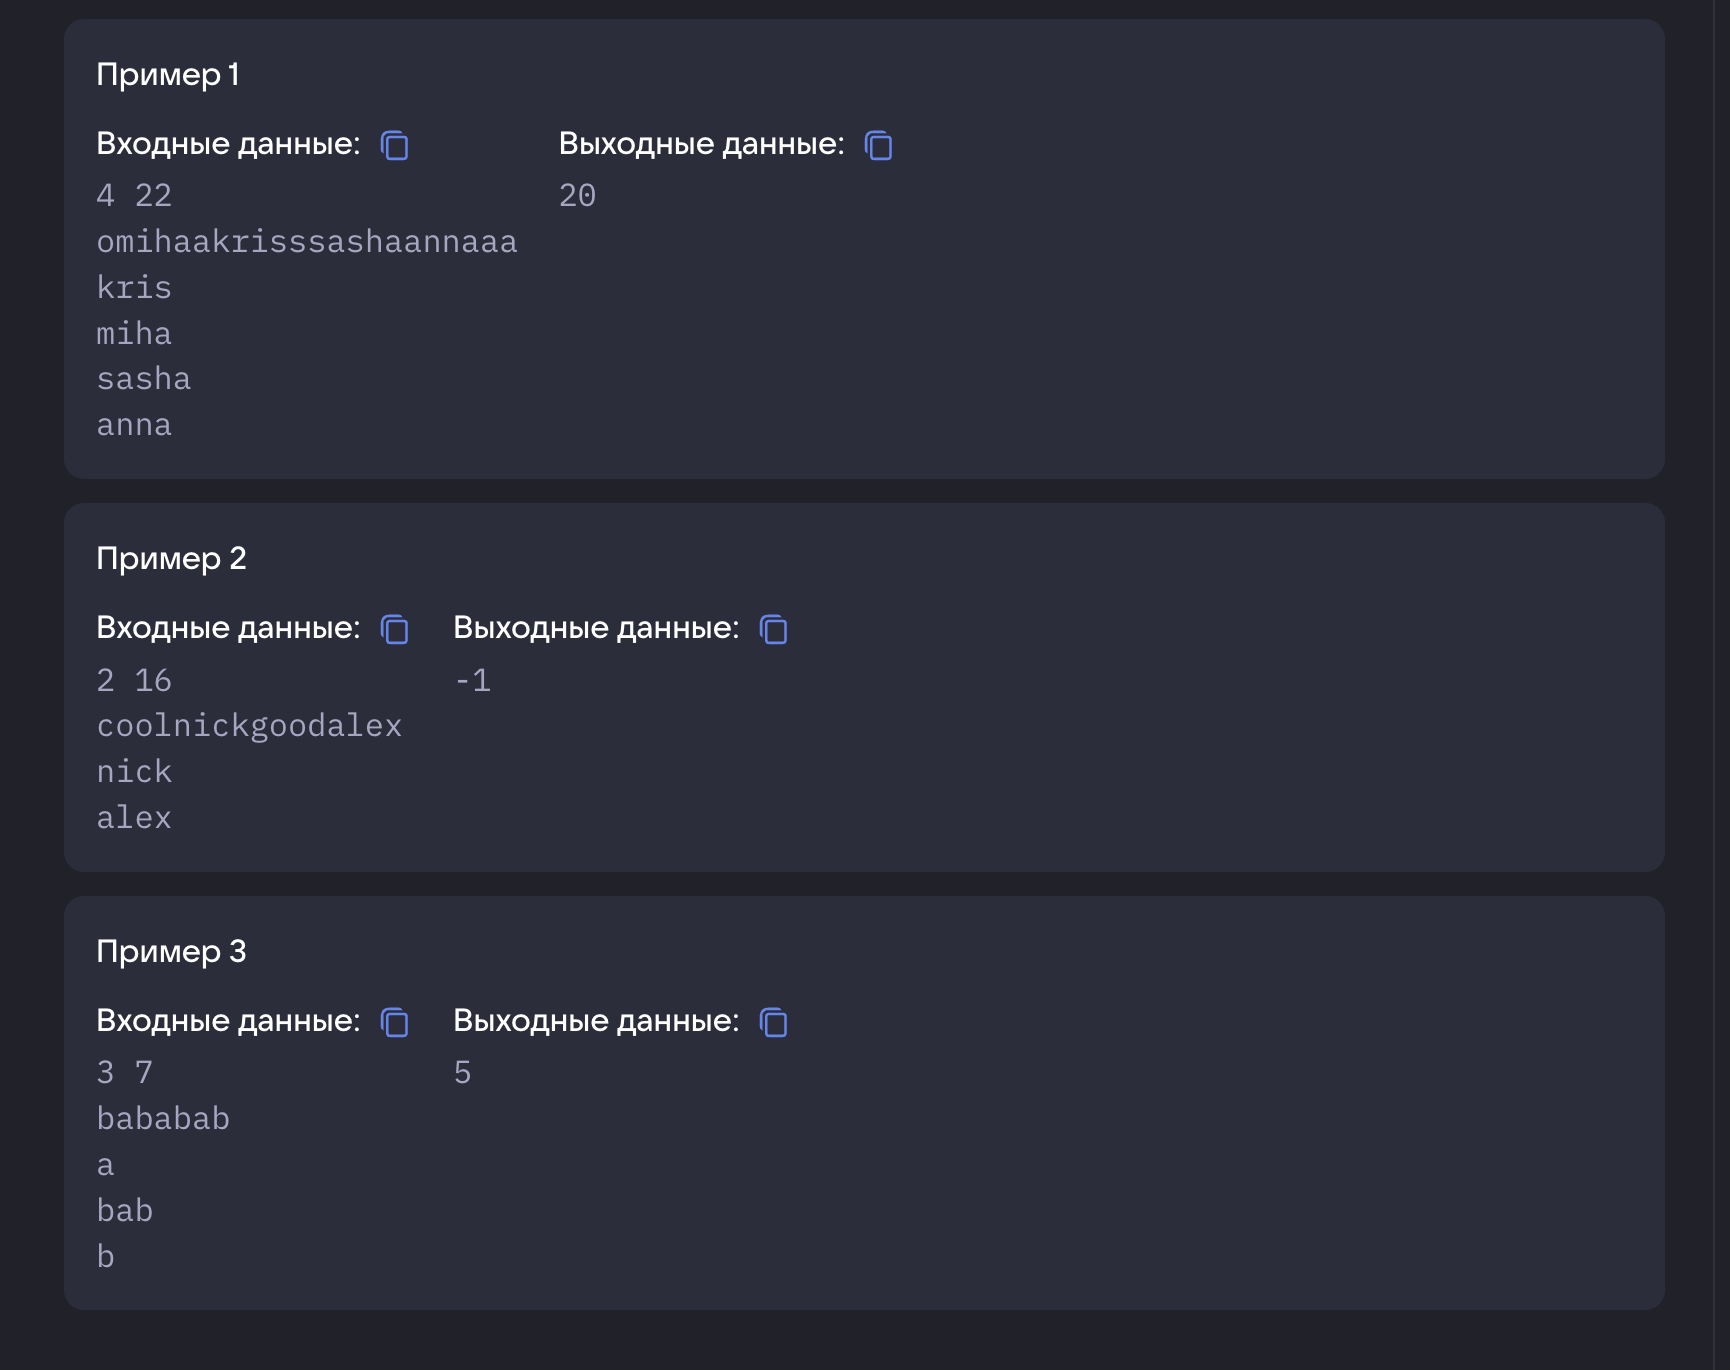 Пример 1
Входные данные:
Выходные данные:
4 22
20
omihaakrisssashaannaaa
kris
miha
sasha
anna
Пример 2
Входные данные:
Выходные данные:
2 16
-1
coolnickgoodalex
nick
alex
Пример 3
Входные данные:
Выходные данные:
3 7
5
bababab
a
bab
b